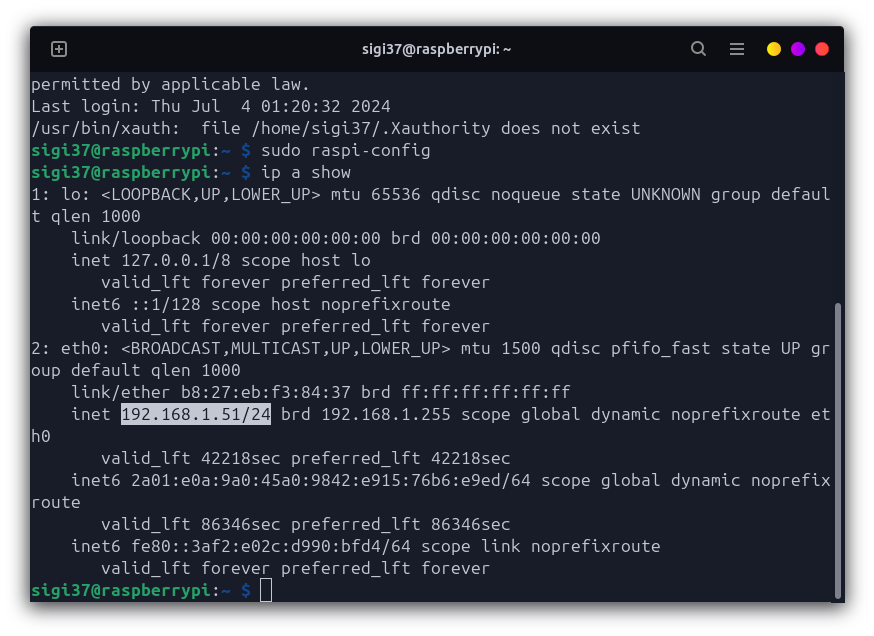 sigi37@raspberrypi: ~
permitted by applicable law.
Last login: Thu Jul  4 01:20:32 2024
/usr/bin/xauth:  file /home/sigi37/.Xauthority does not exist
sigi37@raspberrypi:~ $ sudo raspi-config
sigi37@raspberrypi:~ $ ip a show
1: lo: <LOOPBACK,UP,LOWER_UP> mtu 65536 qdisc noqueue state UNKNOWN group defaul
t qlen 1000
    link/loopback 00:00:00:00:00:00 brd 00:00:00:00:00:00
    inet 127.0.0.1/8 scope host lo
       valid_lft forever preferred_lft forever
    inet6 ::1/128 scope host noprefixroute
       valid_lft forever preferred_lft forever
2: eth0: <BROADCAST,MULTICAST,UP,LOWER_UP> mtu 1500 qdisc pfifo_fast state UP gr
oup default qlen 1000
    link/ether b8:27:eb:f3:84:37 brd ff:ff:ff:ff:ff:ff
    inet 192.168.1.51/24 brd 192.168.1.255 scope global dynamic noprefixroute et
h0
       valid_lft 42218sec preferred_lft 42218sec
    inet6 2a01:e0a:9a0:45a0:9842:e915:76b6:e9ed/64 scope global dynamic noprefix
route
       valid_lft 86346sec preferred_lft 86346sec
    inet6 fe80::3af2:e02c:d990:bfd4/64 scope link noprefixroute
       valid_lft forever preferred_lft forever
sigi37@raspberrypi:~ $